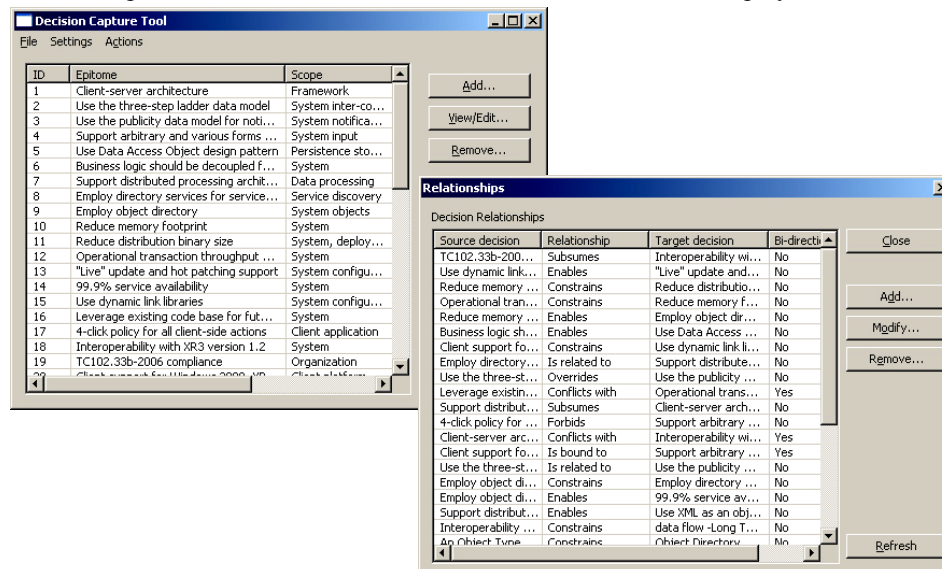 Decision Capture Tool
File Settings Actions
ID Epitome Scope
1 Client-server architecture Framework
2 Use the three-step ladder data model System inter-co...
3 Use the publicity data model for noti... System notifica...
4 Support arbitrary and various forms ... System input
5 Use Data Access Object design pattern Persistence sto...
6 Business logic should be decoupled f... System
7 Support distributed processing archit... Data processing
8 Employ directory services for service... Service discovery
9 Employ object directory System objects
10 Reduce memory footprint System
11 Reduce distribution binary size System, deploy...
12 Operational transaction throughput ... System
13 "Live" update and hot patching support System configu...
14 99.9% service availability System
15 Use dynamic link libraries System configu...
16 Leverage existing code base for fut... System
17 4-click policy for all client-side actions Client application
18 Interoperability with XR3 version 1.2 System
19 TC102.33b-2006 compliance Organization
Add...
View/Edit...
Remove...
Relationships
Decision Relationships
Source decision Relationship Target decision Bi-directi
TC102.33b-200... Subsumes Interoperability wi... No
Use dynamic link... Enables "Live" update and... No
Reduce memory ... Constrains Reduce distributio... No
Operational tran... Constrains Reduce memory f... No
Reduce memory ... Enables Employ object dir... No
Business logic sh... Enables Use Data Access ... No
Client support fo... Constrains Use dynamic link li... No
Employ directory... Is related to Support distribute... No
Use the three-st... Overrides Use the publicity ... No
Leverage existin... Conflicts with Operational trans... Yes
Support distribut... Subsumes Client-server arch... No
4-click policy for ... Forbids Support arbitrary ... No
Client-server arc... Conflicts with Interoperability wi... Yes
Client support fo... Is bound to Support arbitrary ... Yes
Use the three-st... Is related to Use the publicity ... No
Employ object di... Constrains Employ directory ... No
Employ object di... Enables 99.9% service av... No
Support distribut... Enables Use XML as an obj... No
Interoperability ... Constrains data flow -Long T... No
An Object Type Constrains Object Directory No
Close
Add...
Modify...
Remove...
Refresh